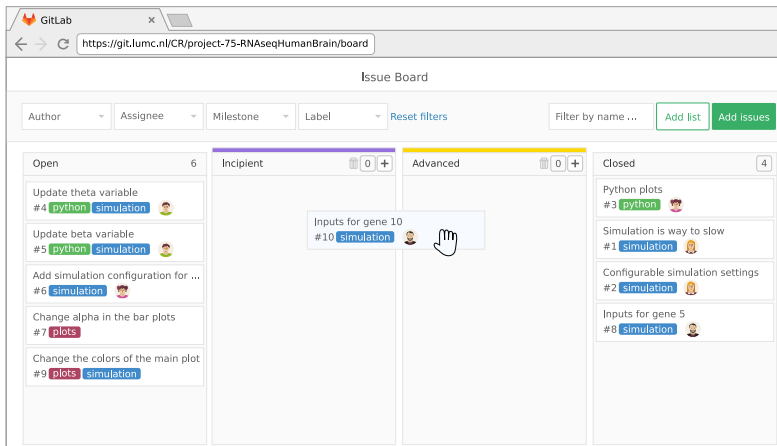 GitLab
https://git.lumc.nl/CR/project-75-RNAseqHumanBrain/board
Issue Board
Author Assignee Milestone Label Reset filters Filter by name ... Add list Add issues
Open 6
Update theta variable
#4 python simulation
Update beta variable
#5 python simulation
Add simulation configuration for ...
#6 simulation
Change alpha in the bar plots
#7 plots
Change the colors of the main plot
#9 plots simulation
Incipient 0
Inputs for gene 10
#10 simulation
Advanced 0
Closed 4
Python plots
#3 python
Simulation is way to slow
#1 simulation
Configurable simulation settings
#2 simulation
Inputs for gene 5
#8 simulation